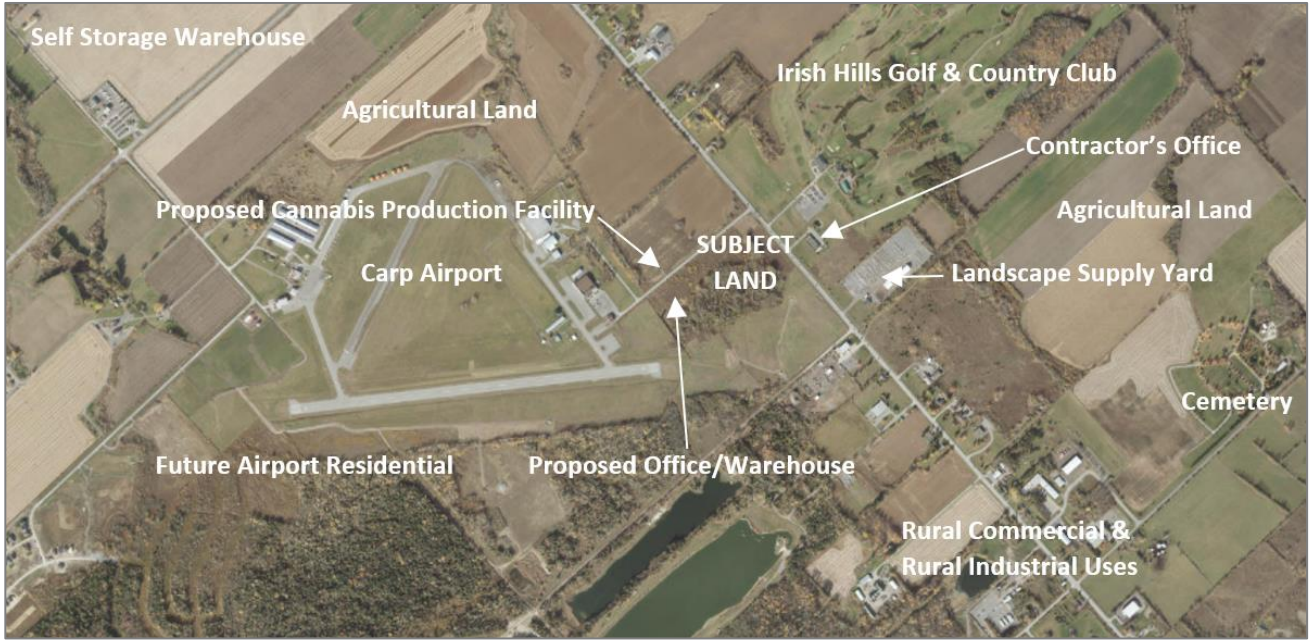 Self Storage Warehouse
Irish Hills Golf & Country Club
Agricultural Land
Contractor's Office
Proposed Cannabis Production Facility
Agricultural Land
SUBJECT
LAND
Carp Airport
Landscape Supply Yard
Cemetery
Future Airport Residential
Proposed Office/Warehouse
Rural Commercial &
Rural Industrial Uses